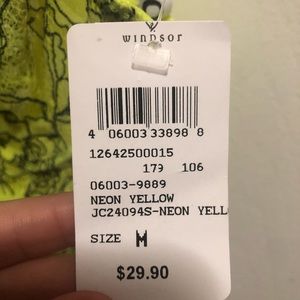 WINDSOR
4 06003 33898 8
12642500015
179 106
06003-9889
NEON YELLOW
JC24094S-NEON YELL
SIZE M
$29.90